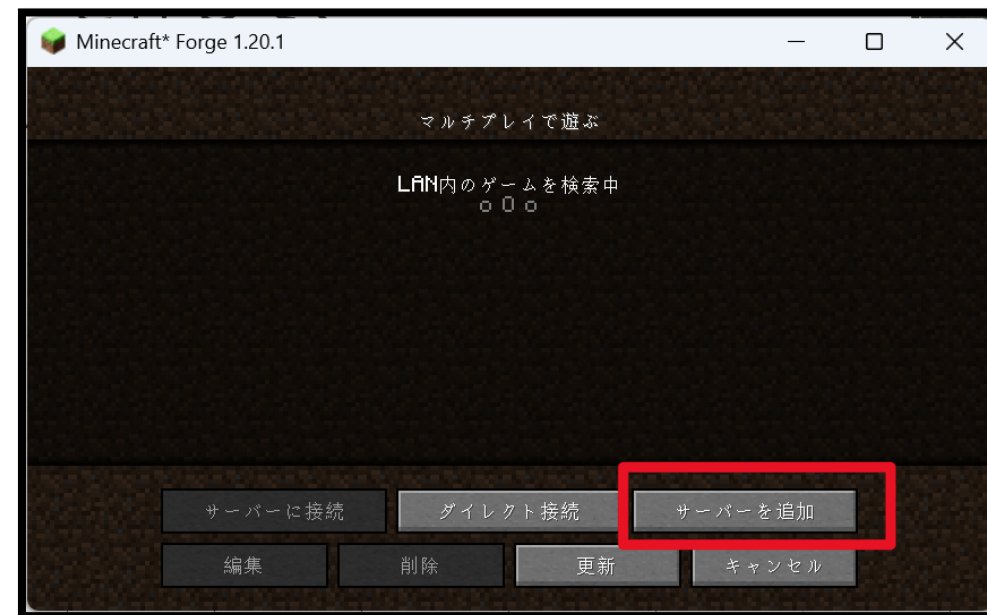 Minecraft* Forge 1.20.1
マルチプレイで遊ぶ
LAN内のゲームを検索中
o O o
サーバーに接続 ダイレクト接続 サーバーを追加
編集 削除 更新 キャンセル